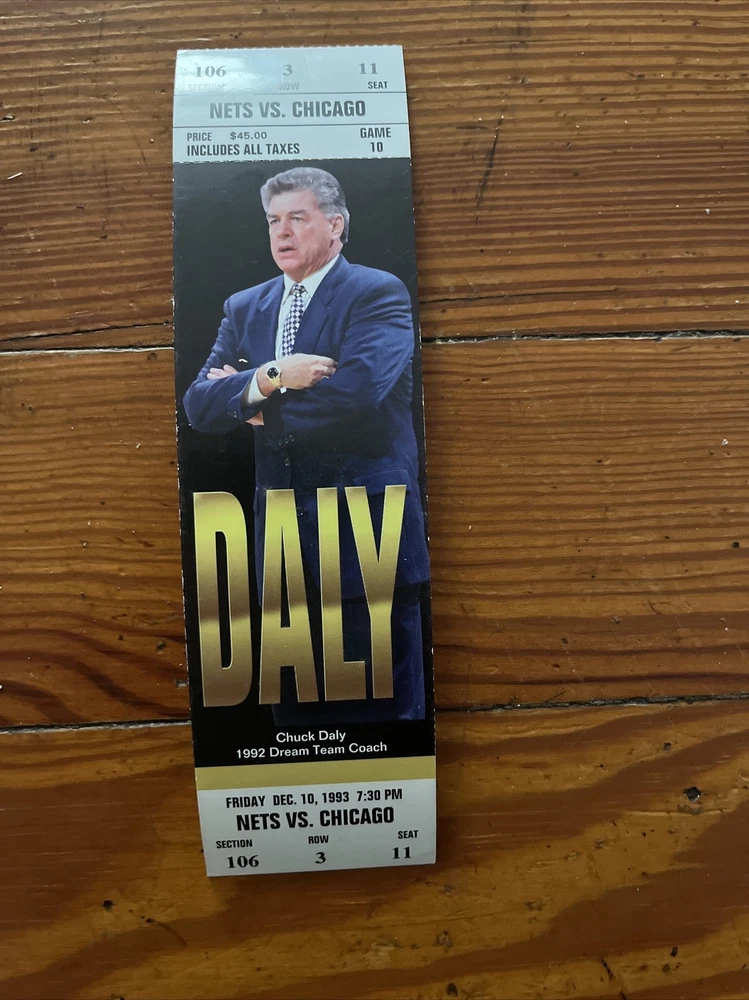 106 3 11
SECTION ROW SEAT
NETS VS. CHICAGO
PRICE $45.00 GAME
INCLUDES ALL TAXES 10
DALY
Chuck Daly
1992 Dream Team Coach
FRIDAY DEC. 10, 1993 7:30 PM
NETS VS. CHICAGO
SECTION ROW SEAT
106 3 11